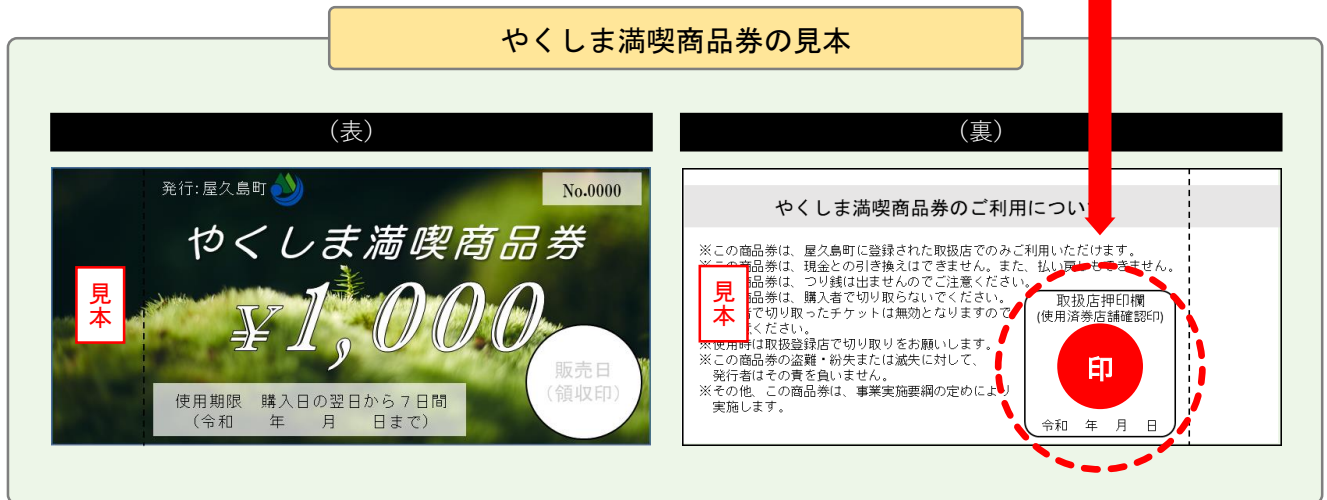 やくしま満喫商品券の見本
（表）
発行:屋久島町
No.0000
やくしま満喫商品券
見本
¥1,000
販売日
（領収印）
使用期限 購入日の翌日から７日間
（令和 年 月 日まで）
（裏）
やくしま満喫商品券のご利用につい
※この商品券は、屋久島町に登録された取扱店でのみご利用いただけます。
※この商品券は、現金との引き換えはできません。また、払い戻しもできません。
品券は、つり銭は出ませんのでご注意ください。
見本
品券は、購入者で切り取らないでください。
で切り取ったチケットは無効となりますので
ください。
※使用時は取扱登録店で切り取りをお願いします。
※この商品券の盗難・紛失または滅失に対して、
発行者はその責を負いません。
※その他、この商品券は、事業実施要綱の定めにより
実施します。
取扱店押印欄
(使用済券店舗確認印)
印
令和 年 月 日